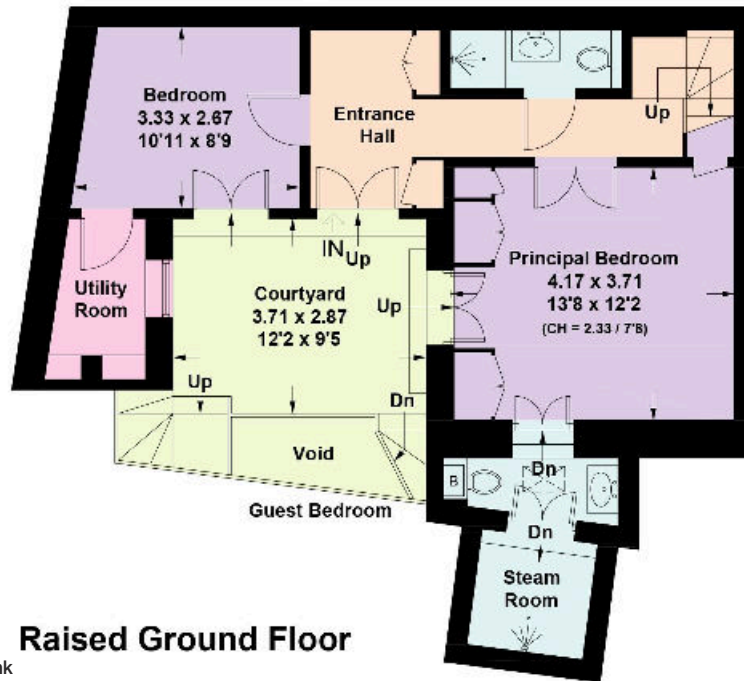 Bedroom
3.33 x 2.67
10'11 x 8'9
Entrance
Hall
Up
Principal Bedroom
4.17 x 3.71
13'8 x 12'2
(CH = 2.33 / 7'8)
IN
Up
Utility
Room
Courtyard
3.71 x 2.87
12'2 x 9'5
Up
Up
Dn
Void
Guest Bedroom
B
Dn
Dn
Steam
Room
Raised Ground Floor